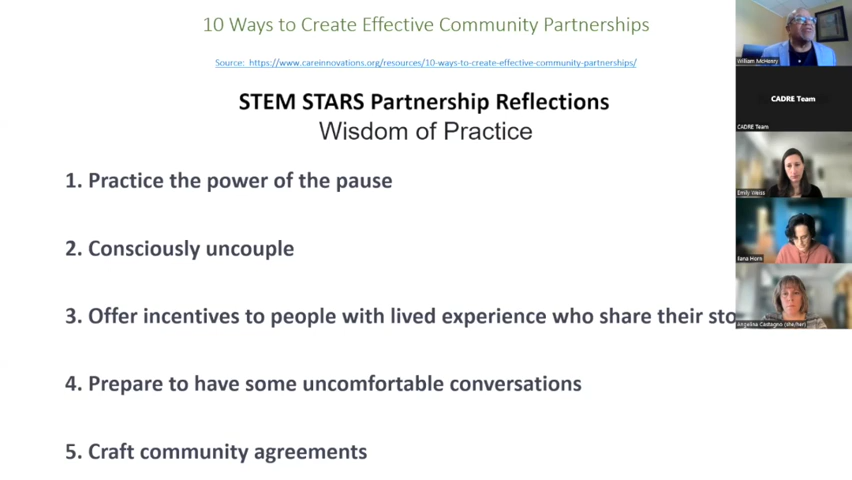 10 Ways to Create Effective Community Partnerships
Source: https://www.careinnovations.org/resources/10-ways-to-create-effective-community-partnerships/
STEM STARS Partnership Reflections
Wisdom of Practice
1. Practice the power of the pause
2. Consciously uncouple
3. Offer incentives to people with lived experience who share their sto
4. Prepare to have some uncomfortable conversations
5. Craft community agreements
William McHenry
CADRE Team
CADRE Team
Emily Weiss
Ilana Horn
Angelina Castagno (she/her)